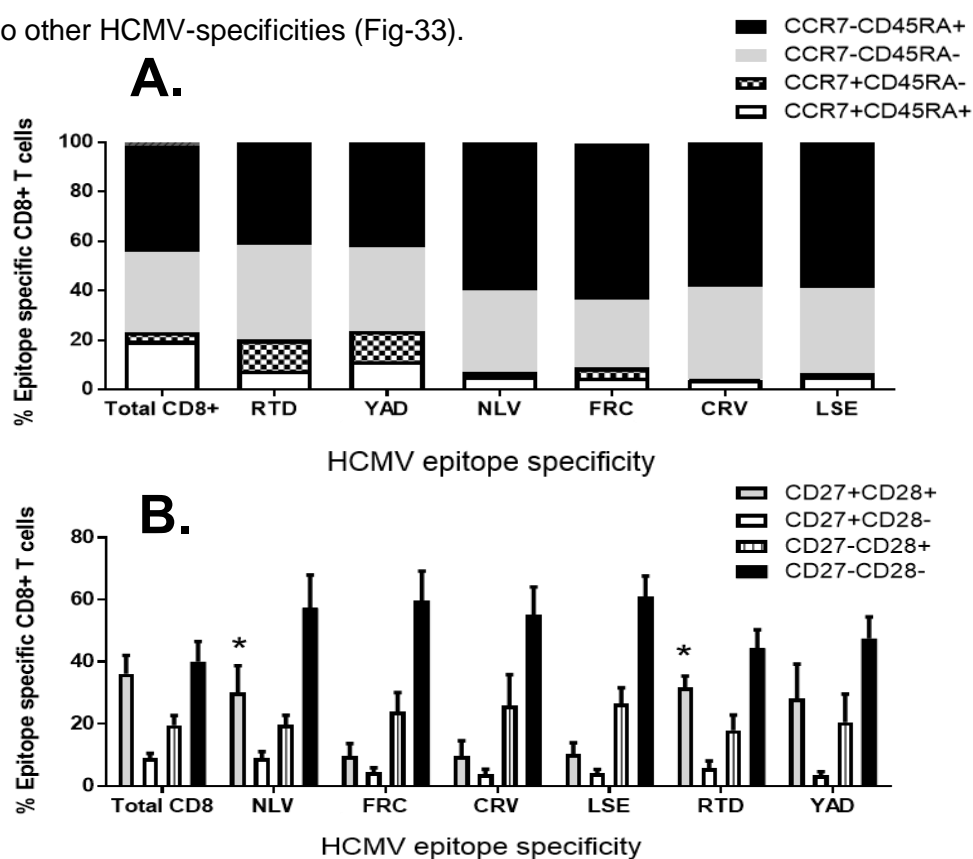 o other HCMV-specificities (Fig-33).
A.
CCR7-CD45RA+
CCR7-CD45RA-
CCR7+CD45RA-
CCR7+CD45RA+
% Epitope specific CD8+ T cells
100
80
60
40
20
0
Total CD8+ RTD YAD NLV FRC CRV LSE
HCMV epitope specificity
B.
CD27+CD28+
CD27+CD28-
CD27-CD28+
CD27-CD28-
% Epitope specific CD8+ T cells
80
60
40
20
0
* *
Total CD8 NLV FRC CRV LSE RTD YAD
HCMV epitope specificity